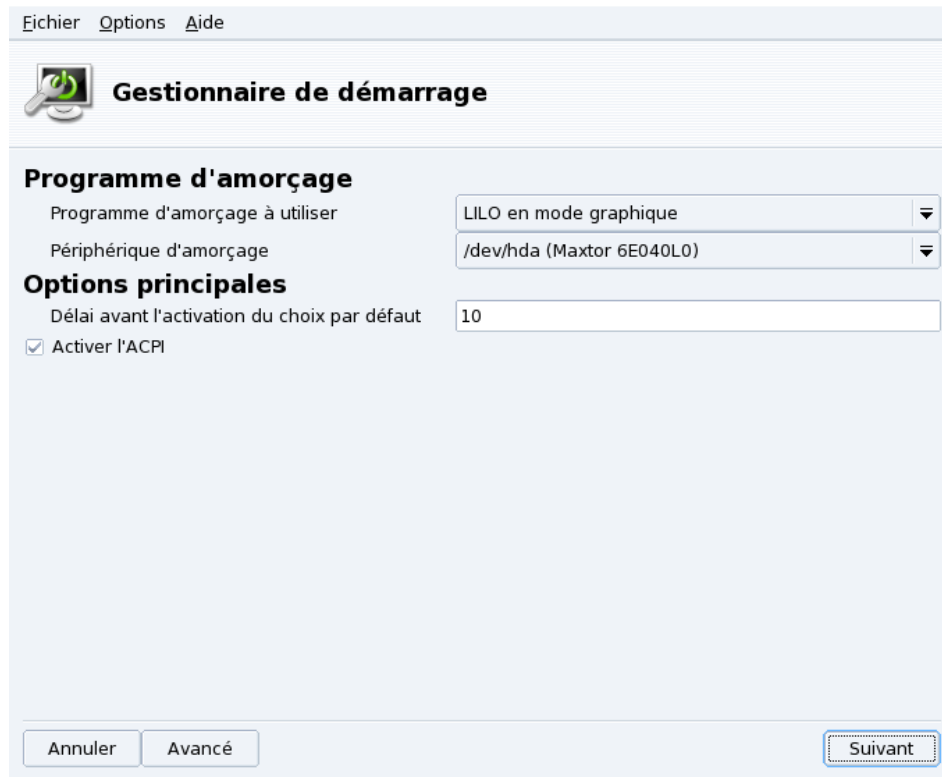 Fichier Options Aide
Gestionnaire de démarrage
Programme d'amorçage
Programme d'amorçage à utiliser LILO en mode graphique
Périphérique d'amorçage /dev/hda (Maxtor 6E040L0)
Options principales
Délai avant l'activation du choix par défaut 10
Activer l'ACPI
Annuler Avancé Suivant